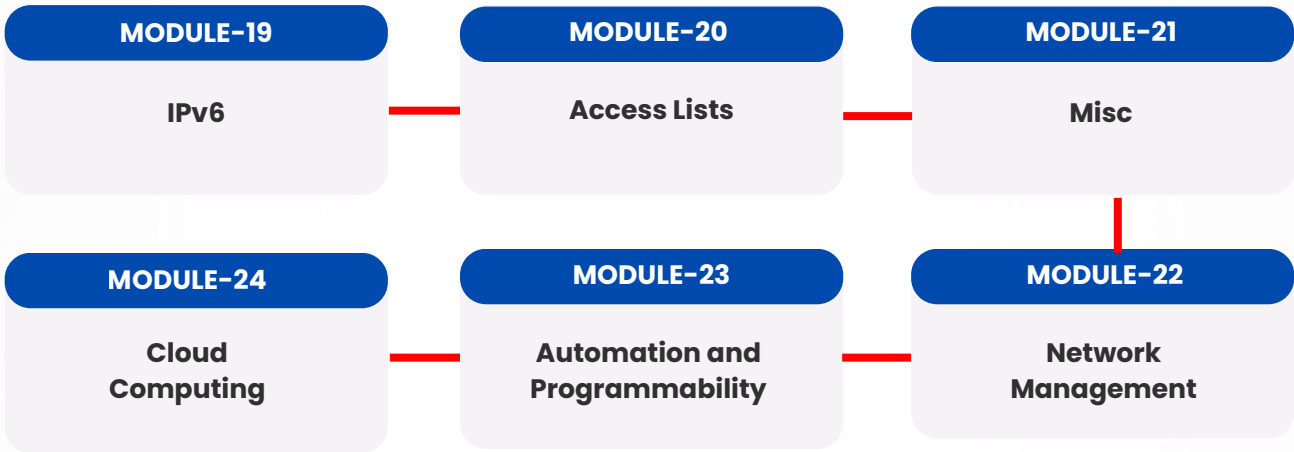 MODULE-19
IPv6
MODULE-20
Access Lists
MODULE-21
Misc
MODULE-24
Cloud
Computing
MODULE-23
Automation and
Programmability
MODULE-22
Network
Management